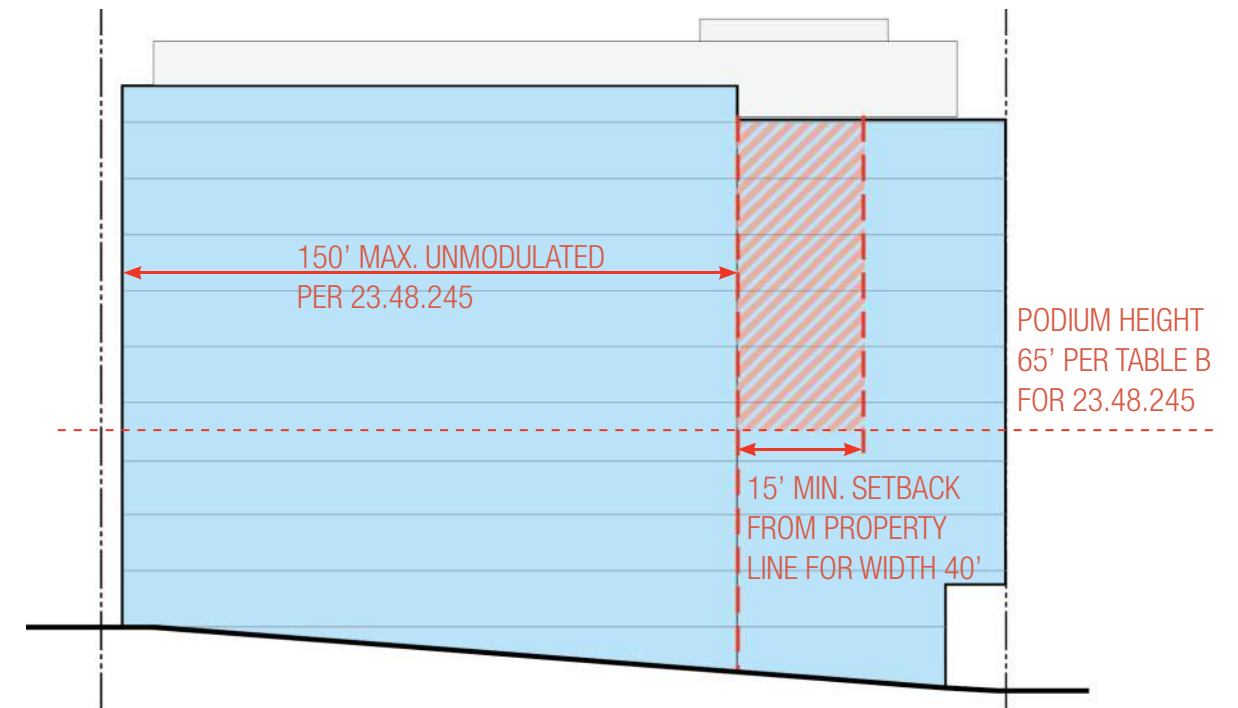 150’ MAX. UNMODULATED
PER 23.48.245
PODIUM HEIGHT
65’ PER TABLE B
FOR 23.48.245
15’ MIN. SETBACK
FROM PROPERTY
LINE FOR WIDTH 40’